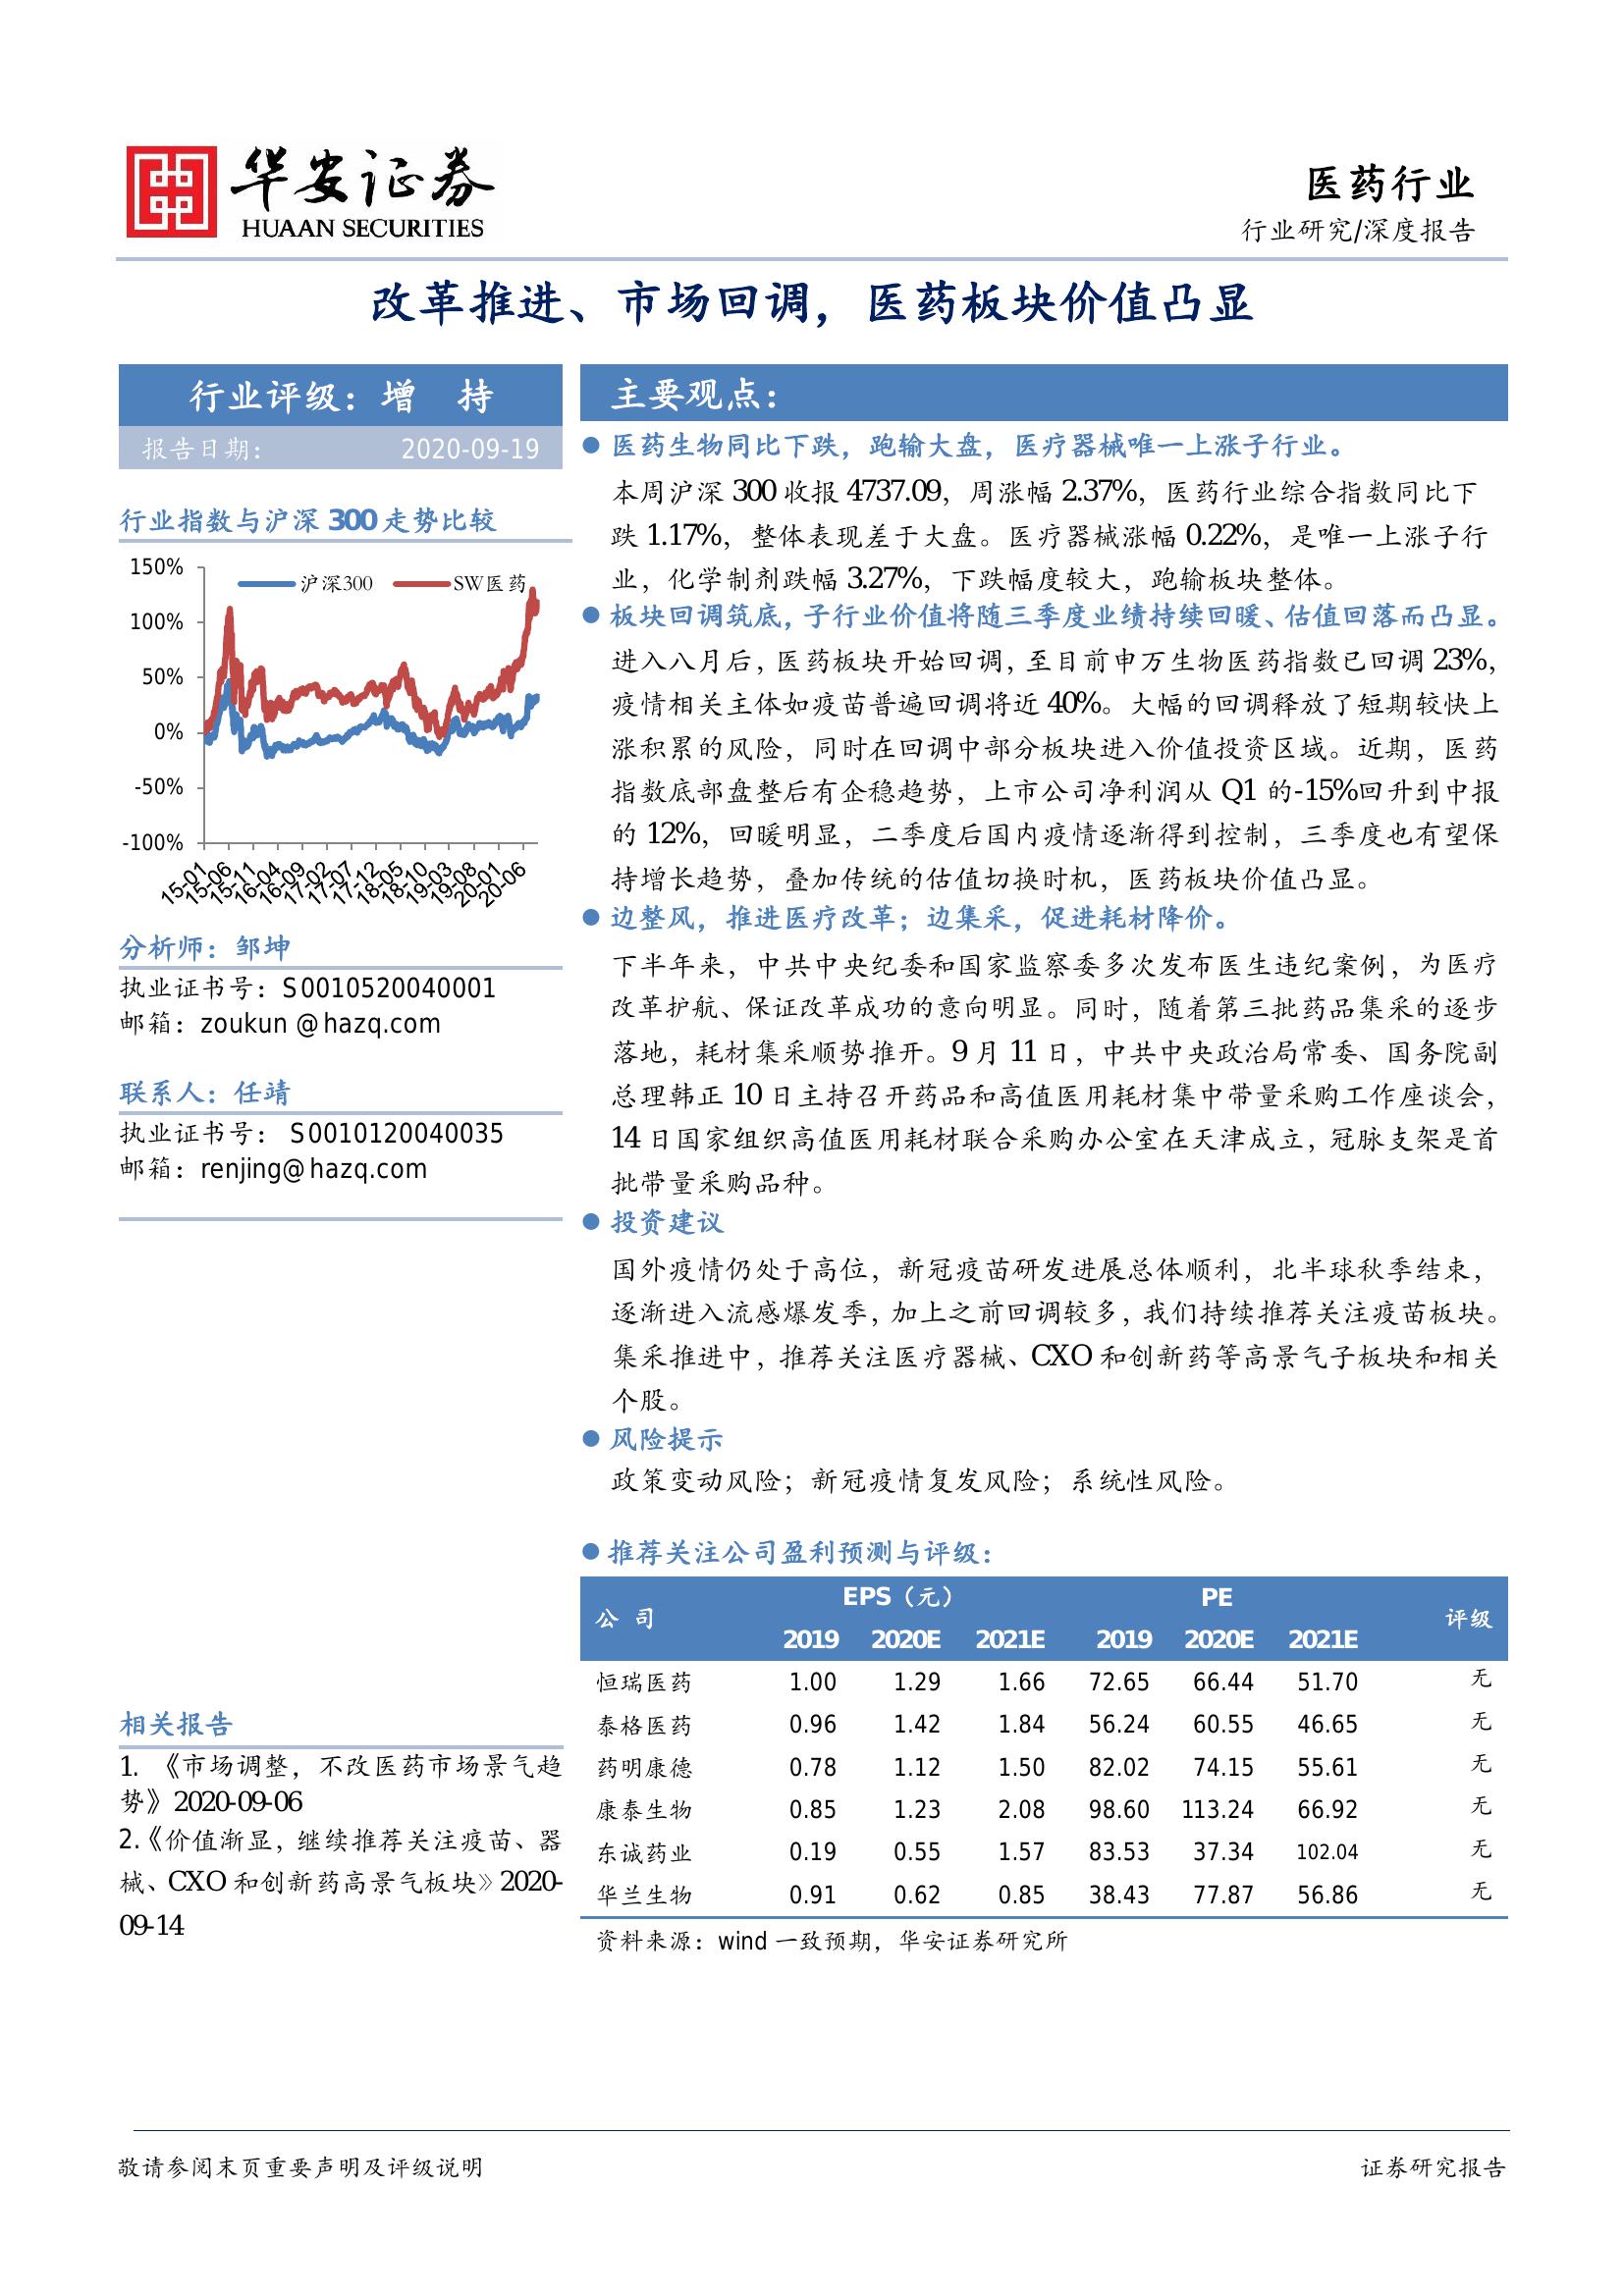 华安证券
HUAAN SECURITIES
医药行业
行业研究/深度报告
改革推进、市场回调，医药板块价值凸显
行业评级：增 持
报告日期： 2020-09-19
行业指数与沪深 300 走势比较
150%
100%
50%
0%
-50%
-100%
沪深300 SW医药
15-01 15-06 15-11 16-04 16-09 17-02 17-07 17-12 18-05 18-10 19-03 19-08 20-01 20-06
分析师：邹坤
执业证书号：S0010520040001
邮箱：zoukun @hazq.com
联系人：任靖
执业证书号： S0010120040035
邮箱：renjing@hazq.com
相关报告
1. 《市场调整，不改医药市场景气趋
势》2020-09-06
2.《价值渐显，继续推荐关注疫苗、器
械、CXO 和创新药高景气板块》2020-
09-14
主要观点：
● 医药生物同比下跌，跑输大盘，医疗器械唯一上涨子行业。
本周沪深 300 收报 4737.09，周涨幅 2.37%，医药行业综合指数同比下
跌 1.17%，整体表现差于大盘。医疗器械涨幅 0.22%，是唯一上涨子行
业，化学制剂跌幅 3.27%，下跌幅度较大，跑输板块整体。
● 板块回调筑底，子行业价值将随三季度业绩持续回暖、估值回落而凸显。
进入八月后，医药板块开始回调，至目前申万生物医药指数已回调 23%，
疫情相关主体如疫苗普遍回调将近 40%。大幅的回调释放了短期较快上
涨积累的风险，同时在回调中部分板块进入价值投资区域。近期，医药
指数底部盘整后有企稳趋势，上市公司净利润从 Q1 的-15%回升到中报
的 12%，回暖明显，二季度后国内疫情逐渐得到控制，三季度也有望保
持增长趋势，叠加传统的估值切换时机，医药板块价值凸显。
● 边整风，推进医疗改革；边集采，促进耗材降价。
下半年来，中共中央纪委和国家监察委多次发布医生违纪案例，为医疗
改革护航、保证改革成功的意向明显。同时，随着第三批药品集采的逐步
落地，耗材集采顺势推开。9 月 11 日，中共中央政治局常委、国务院副
总理韩正 10 日主持召开药品和高值医用耗材集中带量采购工作座谈会，
14 日国家组织高值医用耗材联合采购办公室在天津成立，冠脉支架是首
批带量采购品种。
● 投资建议
国外疫情仍处于高位，新冠疫苗研发进展总体顺利，北半球秋季结束，
逐渐进入流感爆发季，加上之前回调较多，我们持续推荐关注疫苗板块。
集采推进中，推荐关注医疗器械、CXO 和创新药等高景气子板块和相关
个股。
● 风险提示
政策变动风险；新冠疫情复发风险；系统性风险。
● 推荐关注公司盈利预测与评级：
公 司 EPS（元） PE 评级
2019 2020E 2021E 2019 2020E 2021E
恒瑞医药 1.00 1.29 1.66 72.65 66.44 51.70 无
泰格医药 0.96 1.42 1.84 56.24 60.55 46.65 无
药明康德 0.78 1.12 1.50 82.02 74.15 55.61 无
康泰生物 0.85 1.23 2.08 98.60 113.24 66.92 无
东诚药业 0.19 0.55 1.57 83.53 37.34 102.04 无
华兰生物 0.91 0.62 0.85 38.43 77.87 56.86 无
资料来源：wind 一致预期，华安证券研究所
敬请参阅末页重要声明及评级说明 证券研究报告